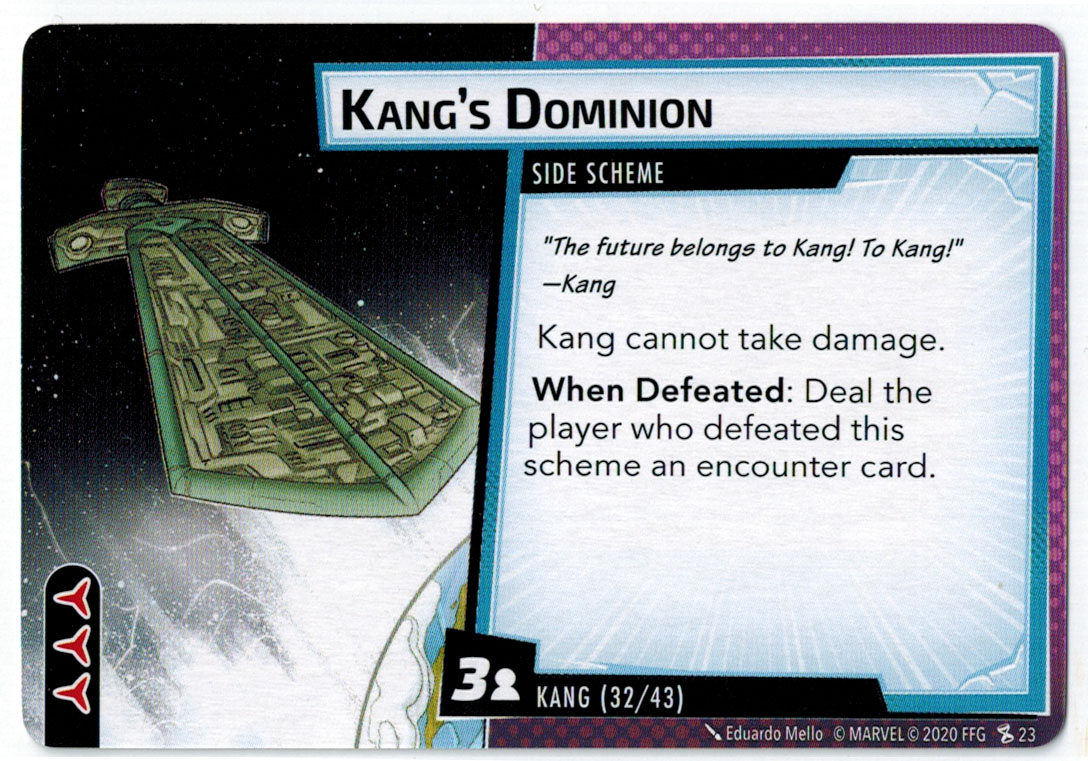 KANG'S DOMINION
SIDE SCHEME
"The future belongs to Kang! To Kang!"
—Kang
Kang cannot take damage.
When Defeated: Deal the
player who defeated this
scheme an encounter card.
3
KANG (32/43)
Eduardo Mello © MARVEL © 2020 FFG 23